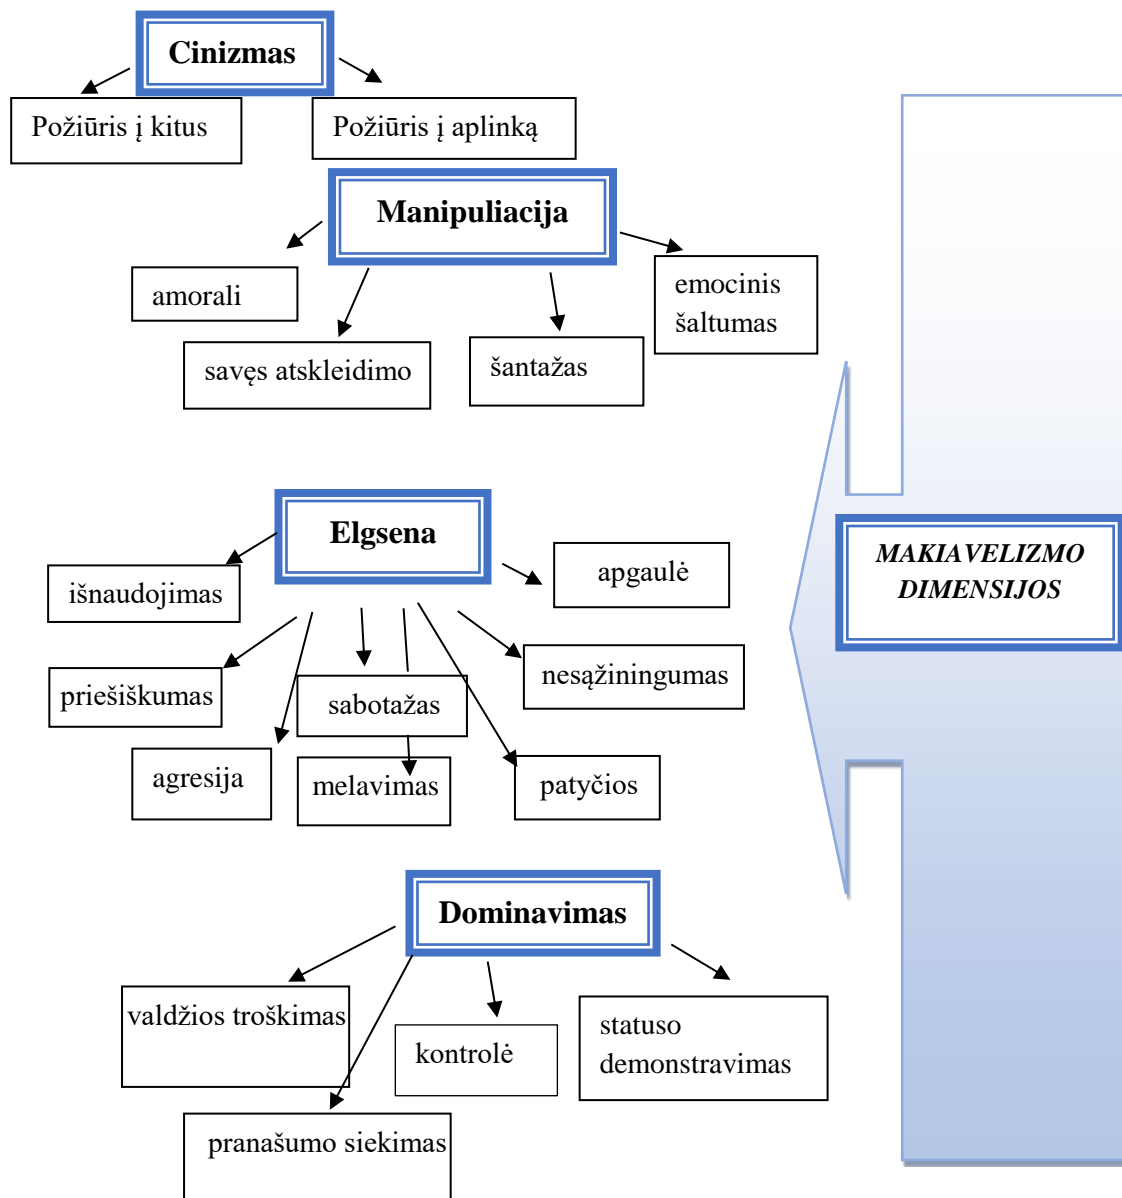 Cinizmas
Požiūris į kitus
Požiūris į aplinką
Manipuliacija
amorali
emocinis
šaltumas
savęs atskleidimo
šantažas
Elgsena
apgaulė
išnaudojimas
nesąžiningumas
priešiškumas
sabotažas
agresija
melavimas
patyčios
MAKIAVELIZMO
DIMENSIJOS
Dominavimas
valdžios troškimas
kontrolė
statuso
demonstravimas
pranašumo siekimas